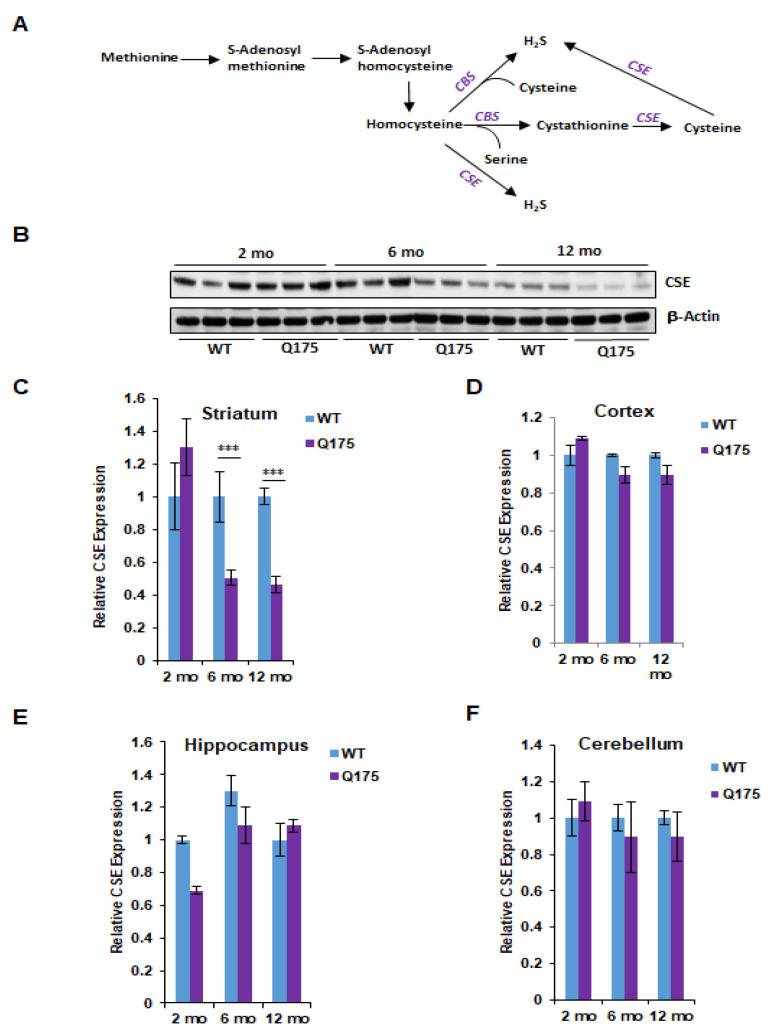 A
Methionine
S-Adenosyl
methionine
S-Adenosyl
homocysteine
H₂S
CBS
Cysteine
CSE
Homocysteine
CBS
Cystathionine
CSE
Cysteine
Serine
CSE
H₂S
B
2 mo 6 mo 12 mo
CSE
β-Actin
WT Q175 WT Q175 WT Q175
C
Striatum
WT
Q175
Relative CSE Expression
1.6
1.4
1.2
1
0.8
0.6
0.4
0.2
0
***
***
2 mo 6 mo 12 mo
D
Cortex
WT
Q175
Relative CSE Expression
1.2
1
0.8
0.6
0.4
0.2
0
2 mo 6 mo 12
mo
E
Hippocampus
WT
Q175
Relative CSE Expression
1.6
1.4
1.2
1
0.8
0.6
0.4
0.2
0
2 mo 6 mo 12 mo
F
Cerebellum
WT
Q175
Relative CSE Expression
1.4
1.2
1
0.8
0.6
0.4
0.2
0
2 mo 6 mo 12 mo